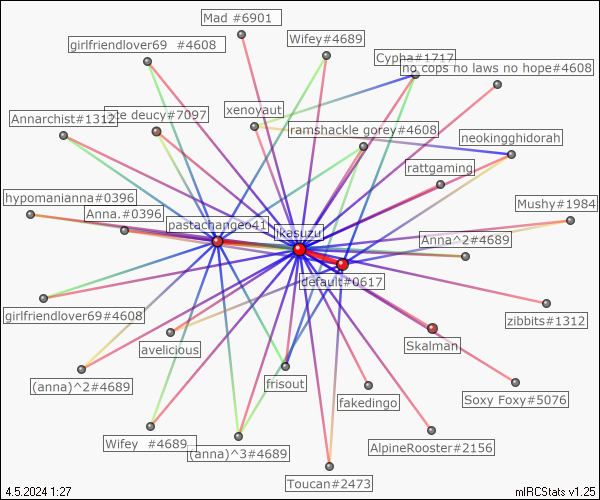 Mad #6901
girlfriendlover69 #4608
Wifey#4689
Cypha#1717
no cops no laws no hope#4608
Annarchist#1312
ce deucy#7097
xenoyaut
ramshackle gorey#4608
neokingghidorah
rattgaming
hypomanianna#0396
Anna.#0396
Mushy#1984
pastachangeo41
ikasuzu
Anna^2#4689
default#0617
girlfriendlover69#4608
zibbits#1312
avelicious
Skalman
(anna)^2#4689
frisout
fakedingo
Soxy Foxy#5076
Wifey #4689
(anna)^3#4689
AlpineRooster#2156
Toucan#2473
4.5.2024 1:27
mIRCStats v1.25